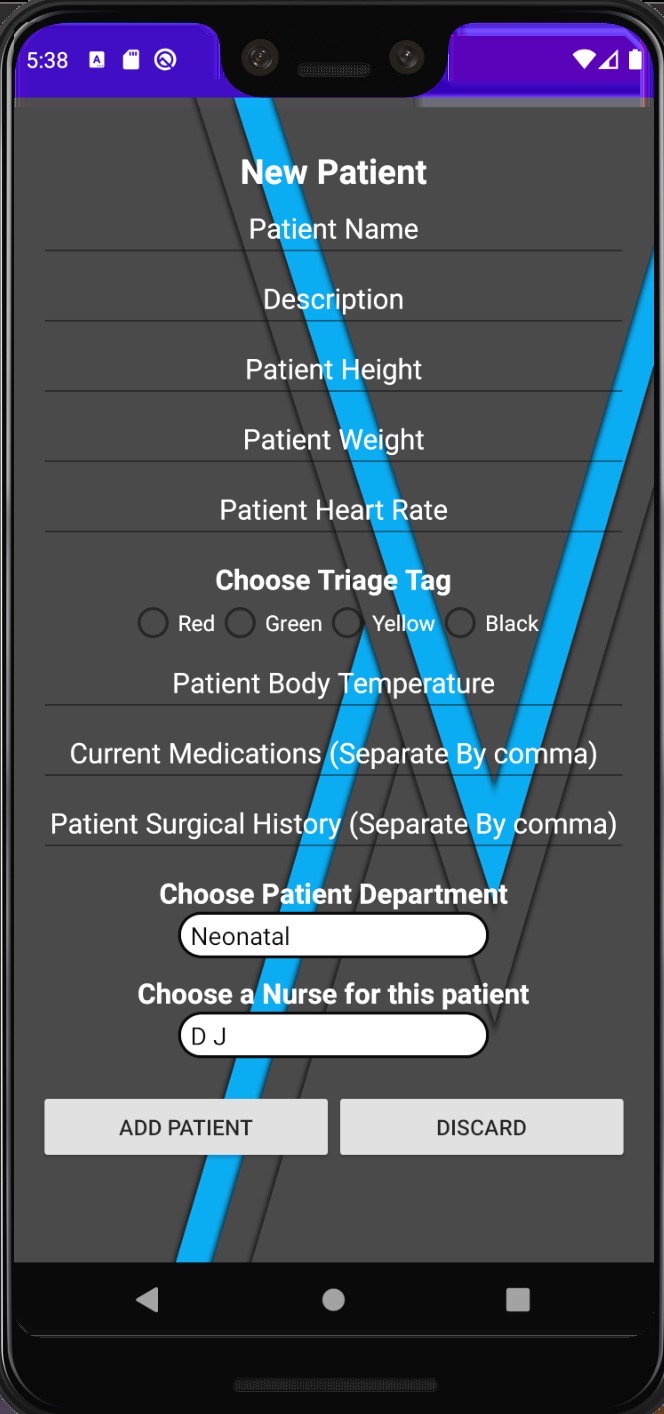 5:38
New Patient
Patient Name
Description
Patient Height
Patient Weight
Patient Heart Rate
Choose Triage Tag
Red Green Yellow Black
Patient Body Temperature
Current Medications (Separate By comma)
Patient Surgical History (Separate By comma)
Choose Patient Department
Neonatal
Choose a Nurse for this patient
D J
ADD PATIENT DISCARD